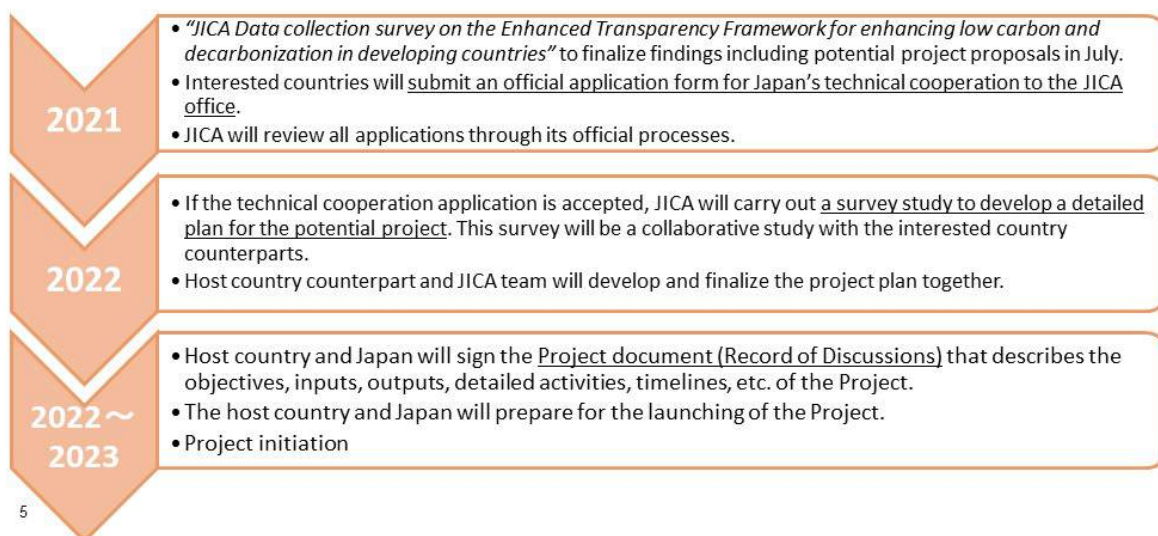 • “JICA Data collection survey on the Enhanced Transparency Framework for enhancing low carbon and
decarbonization in developing countries” to finalize findings including potential project proposals in July.
• Interested countries will submit an official application form for Japan’s technical cooperation to the JICA
office.
• JICA will review all applications through its official processes.
2021
• If the technical cooperation application is accepted, JICA will carry out a survey study to develop a detailed
plan for the potential project. This survey will be a collaborative study with the interested country
counterparts.
• Host country counterpart and JICA team will develop and finalize the project plan together.
2022
• Host country and Japan will sign the Project document (Record of Discussions) that describes the
objectives, inputs, outputs, detailed activities, timelines, etc. of the Project.
• The host country and Japan will prepare for the launching of the Project.
• Project initiation
2022～
2023
5